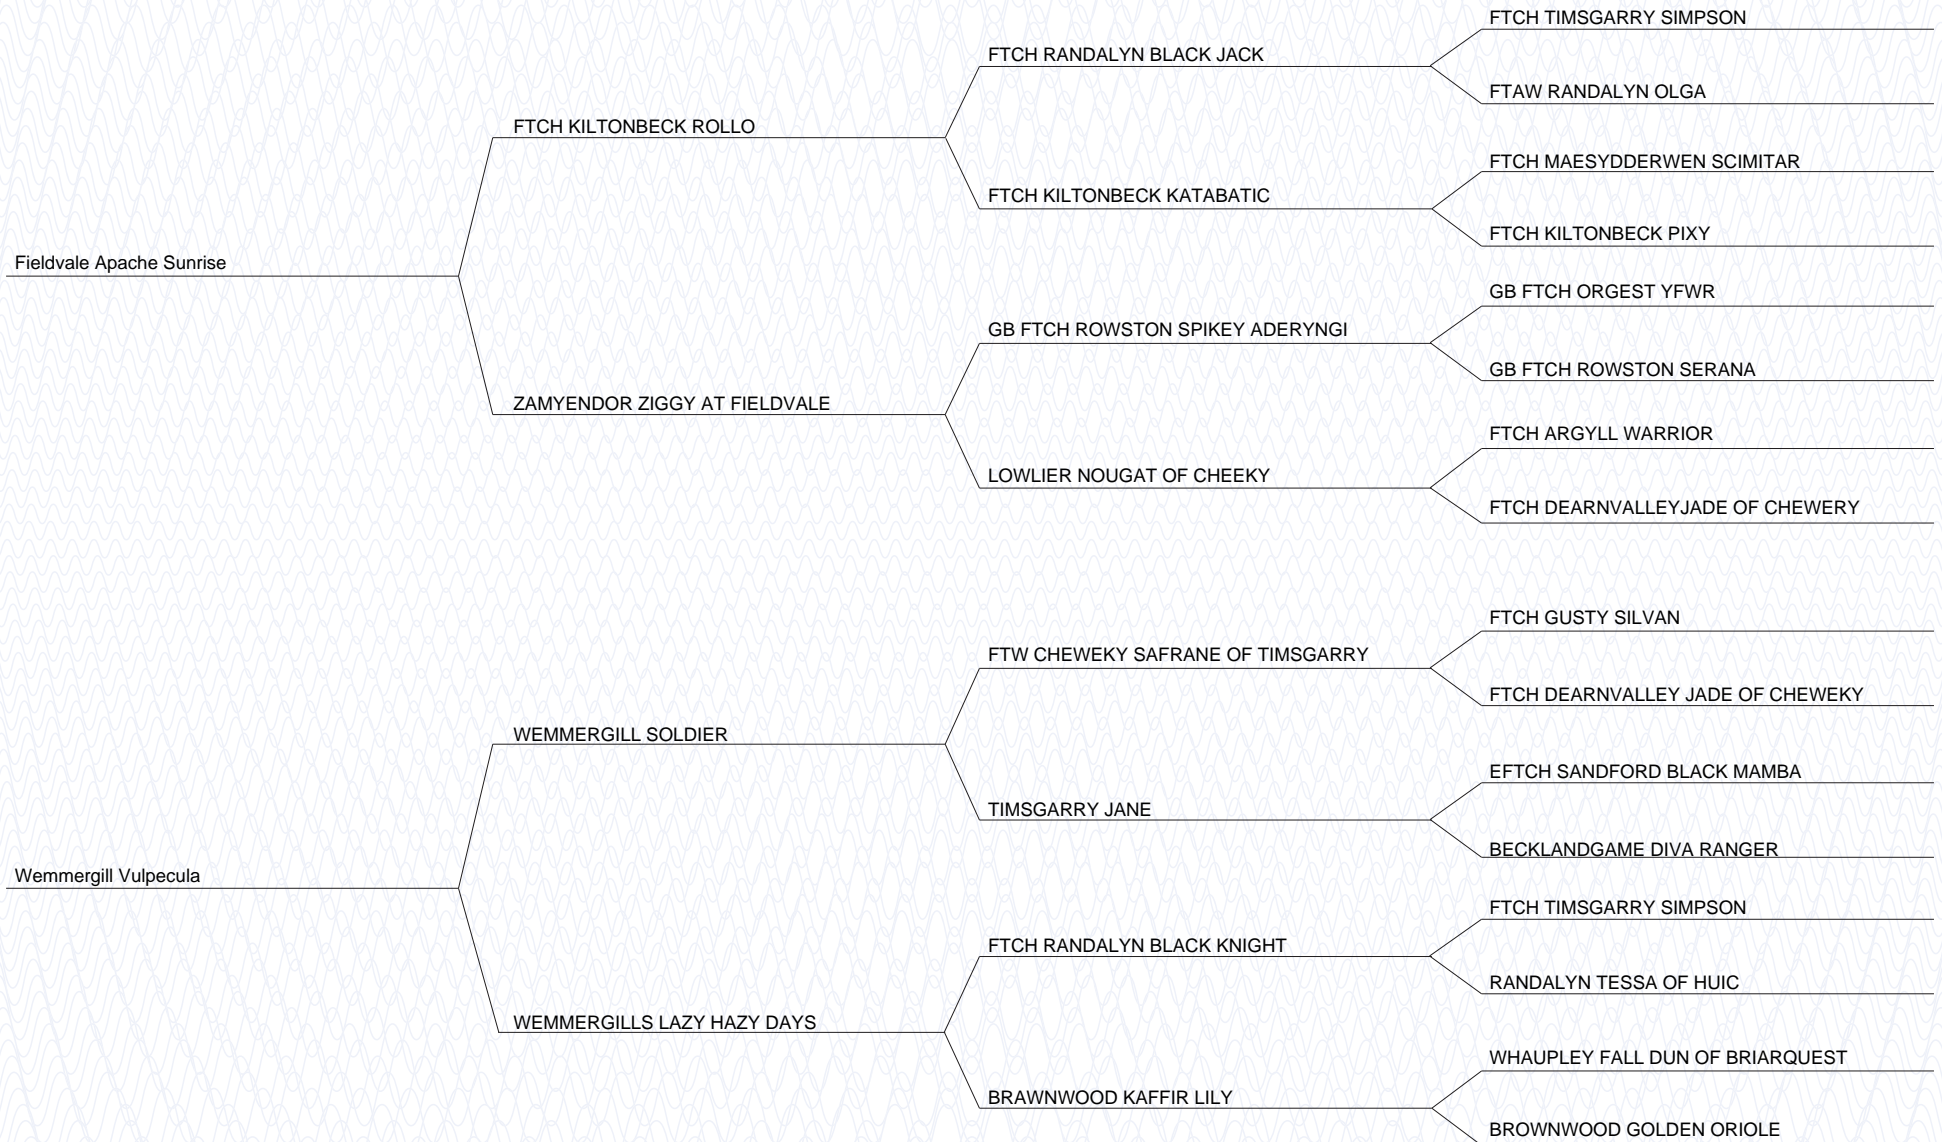 FTCH TIMSGARRY SIMPSON
FTCH RANDALYN BLACK JACK
FTAW RANDALYN OLGA
FTCH KILTONBECK ROLLO
FTCH MAESYDDERWEN SCIMITAR
FTCH KILTONBECK KATABATIC
FTCH KILTONBECK PIXY
Fieldvale Apache Sunrise
GB FTCH ORGEST YFWR
GB FTCH ROWSTON SPIKEY ADERYNGI
GB FTCH ROWSTON SERANA
ZAMYENDOR ZIGGY AT FIELDVALE
FTCH ARGYLL WARRIOR
LOWLIER NOUGAT OF CHEEKY
FTCH DEARNVALLEYJADE OF CHEWERY
FTCH GUSTY SILVAN
FTW CHEWEKY SAFRANE OF TIMSGARRY
FTCH DEARNVALLEY JADE OF CHEWEKY
WEMMERGILL SOLDIER
EFTCH SANDFORD BLACK MAMBA
TIMSGARRY JANE
BECKLANDGAME DIVA RANGER
Wemmergill Vulpecula
FTCH TIMSGARRY SIMPSON
FTCH RANDALYN BLACK KNIGHT
RANDALYN TESSA OF HUIC
WEMMERGILLS LAZY HAZY DAYS
WHAUPLEY FALL DUN OF BRIARQUEST
BRAWNWOOD KAFFIR LILY
BROWNWOOD GOLDEN ORIOLE